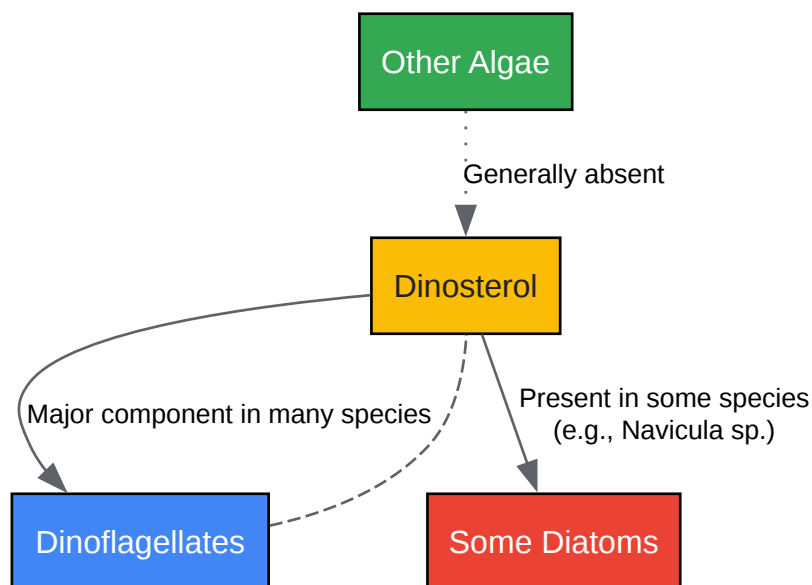 Other Algae
Generally absent
Dinosterol
Major component in many species
Present in some species
(e.g., Navicula sp.)
Dinoflagellates
Some Diatoms